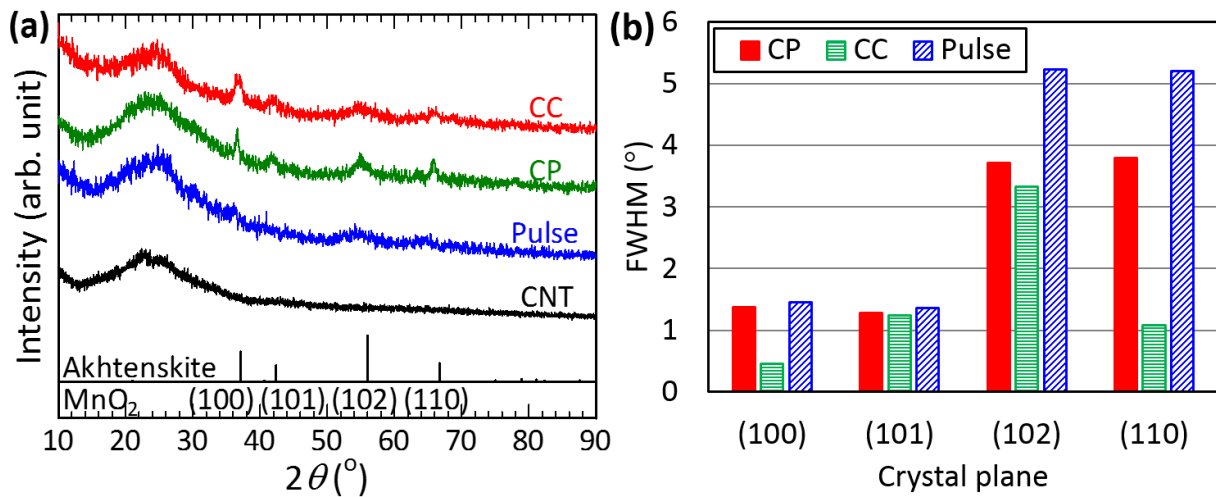 (a)
Intensity (arb. unit)
CC
CP
Pulse
CNT
Akhtenskite
MnO₂ (100) (101) (102) (110)
10 20 30 40 50 60 70 80 90
2θ (°)
(b)
CP CC Pulse
FWHM (°)
6
5
4
3
2
1
0
(100) (101) (102) (110)
Crystal plane